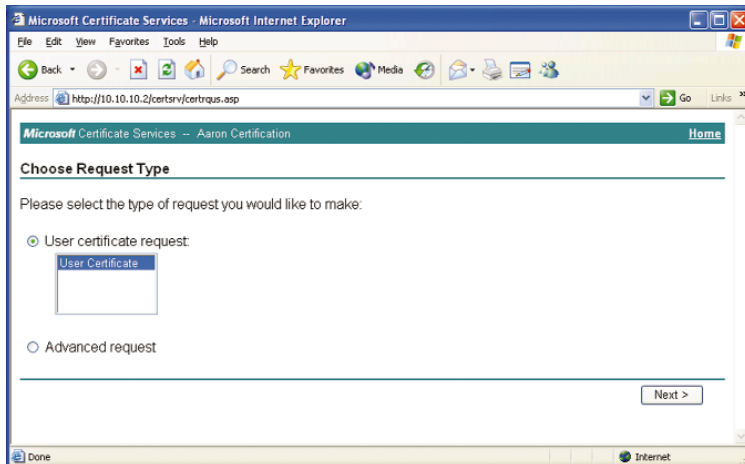 Microsoft Certificate Services - Microsoft Internet Explorer
File Edit View Favorites Tools Help
Back Search Favorites Media
Address http://10.10.10.2/certsrv/certrqus.asp Go Links »
Microsoft Certificate Services -- Aaron Certification Home
Choose Request Type
Please select the type of request you would like to make:
User certificate request:
User Certificate
Advanced request
Next >
Done Internet